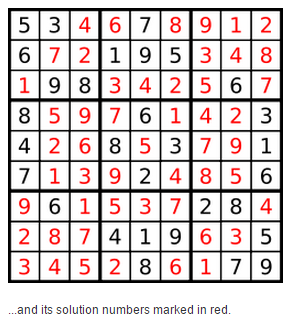 5 3 4 6 7 8 9 1 2
6 7 2 1 9 5 3 4 8
1 9 8 3 4 2 5 6 7
8 5 9 7 6 1 4 2 3
4 2 6 8 5 3 7 9 1
7 1 3 9 2 4 8 5 6
9 6 1 5 3 7 2 8 4
2 8 7 4 1 9 6 3 5
3 4 5 2 8 6 1 7 9
...and its solution numbers marked in red.